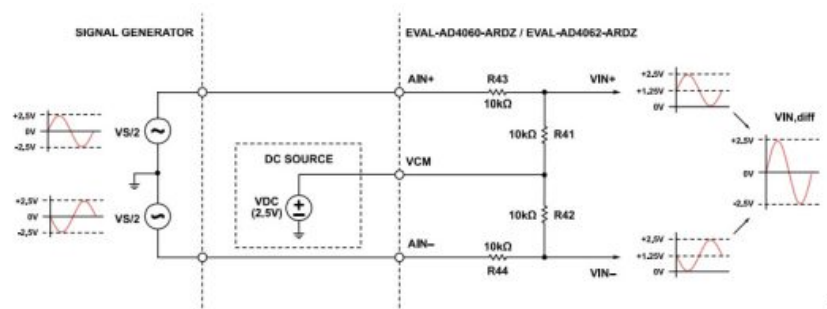 SIGNAL GENERATOR
EVAL-AD4060-ARDZ / EVAL-AD4062-ARDZ
AIN+
R43
10kΩ
VIN+
+2,5V
+1,25V
0V
+2,5V
0V
-2,5V
VS/2
10kΩ
R41
VIN,diff
+2,5V
0V
-2,5V
DC SOURCE
VCM
VDC
(2,5V)
+2,5V
0V
-2,5V
VS/2
10kΩ
R42
AIN–
10kΩ
R44
VIN–
+2,5V
+1,25V
0V